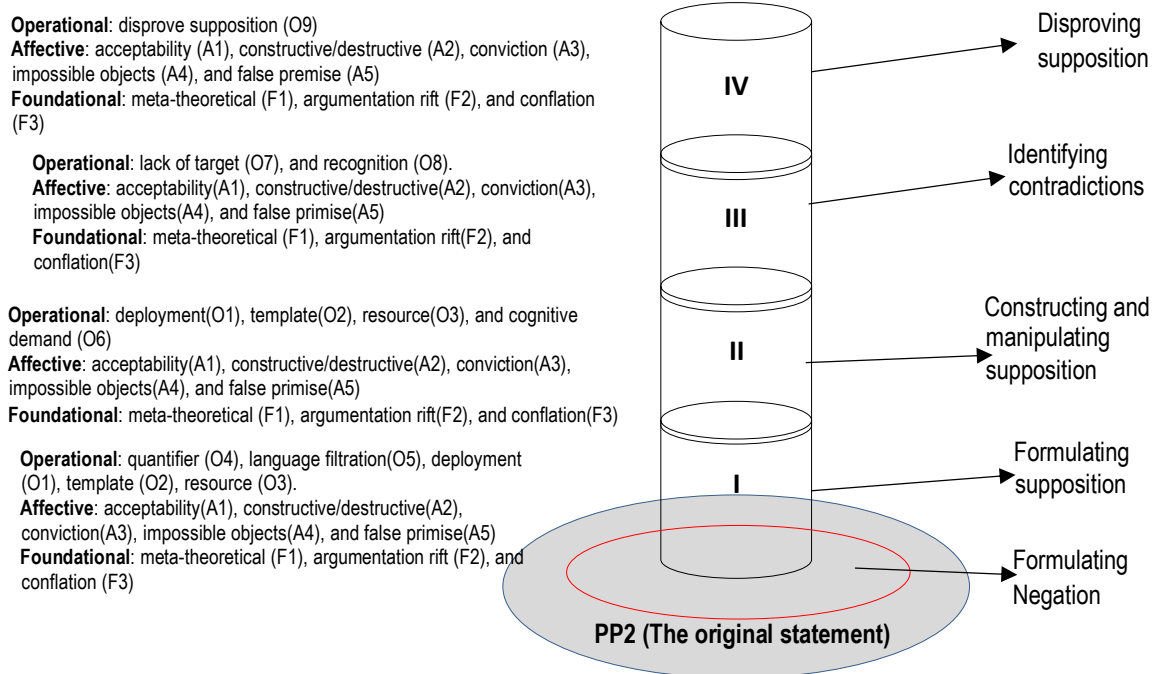 Operational: disprove supposition (O9)
Affective: acceptability (A1), constructive/destructive (A2), conviction (A3),
impossible objects (A4), and false premise (A5)
Foundational: meta-theoretical (F1), argumentation rift (F2), and conflation
(F3)
Operational: lack of target (O7), and recognition (O8).
Affective: acceptability(A1), constructive/destructive(A2), conviction(A3),
impossible objects(A4), and false primise(A5)
Foundational: meta-theoretical (F1), argumentation rift(F2), and
conflation(F3)
Operational: deployment(O1), template(O2), resource(O3), and cognitive
demand (O6)
Affective: acceptability(A1), constructive/destructive(A2), conviction(A3),
impossible objects(A4), and false primise(A5)
Foundational: meta-theoretical (F1), argumentation rift(F2), and conflation(F3)
Operational: quantifier (O4), language filtration(O5), deployment
(O1), template (O2), resource (O3).
Affective: acceptability(A1), constructive/destructive(A2),
conviction(A3), impossible objects(A4), and false primise(A5)
Foundational: meta-theoretical (F1), argumentation rift (F2), and
conflation (F3)
IV
III
II
I
PP2 (The original statement)
Disproving
supposition
Identifying
contradictions
Constructing and
manipulating
supposition
Formulating
supposition
Formulating
Negation